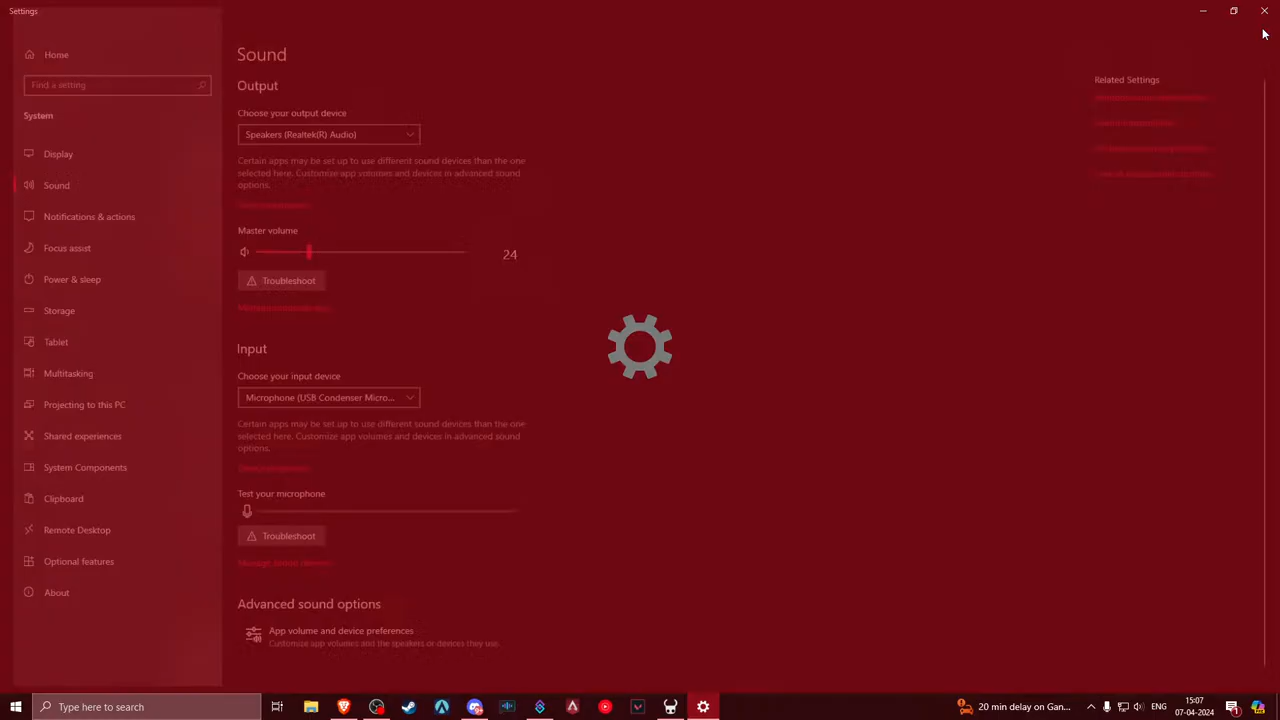 Settings
Home
Find a setting
System
Display
Sound
Notifications & actions
Focus assist
Power & sleep
Storage
Tablet
Multitasking
Projecting to this PC
Shared experiences
System Components
Clipboard
Remote Desktop
Optional features
About
Sound
Output
Choose your output device
Speakers (Realtek(R) Audio)
Certain apps may be set up to use different sound devices than the one
selected here. Customize app volumes and devices in advanced sound
options.
Master volume
24
Troubleshoot
Input
Choose your input device
Microphone (USB Condenser Micro...
Certain apps may be set up to use different sound devices than the one
selected here. Customize app volumes and devices in advanced sound
options.
Test your microphone
Troubleshoot
Manage sound devices
Advanced sound options
App volume and device preferences
Customize app volumes and the speakers or devices they use.
Related Settings
Type here to search
20 min delay on Gan...
ENG
15:07
07-04-2024
1